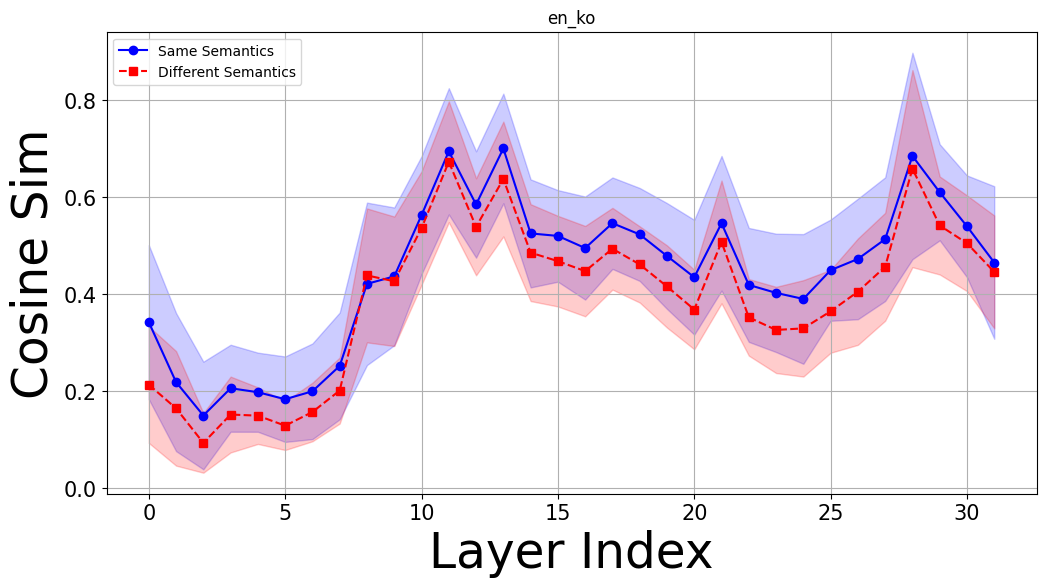 en_ko
Same Semantics
Different Semantics
Cosine Sim
0.8
0.6
0.4
0.2
0.0
0 5 10 15 20 25 30
Layer Index